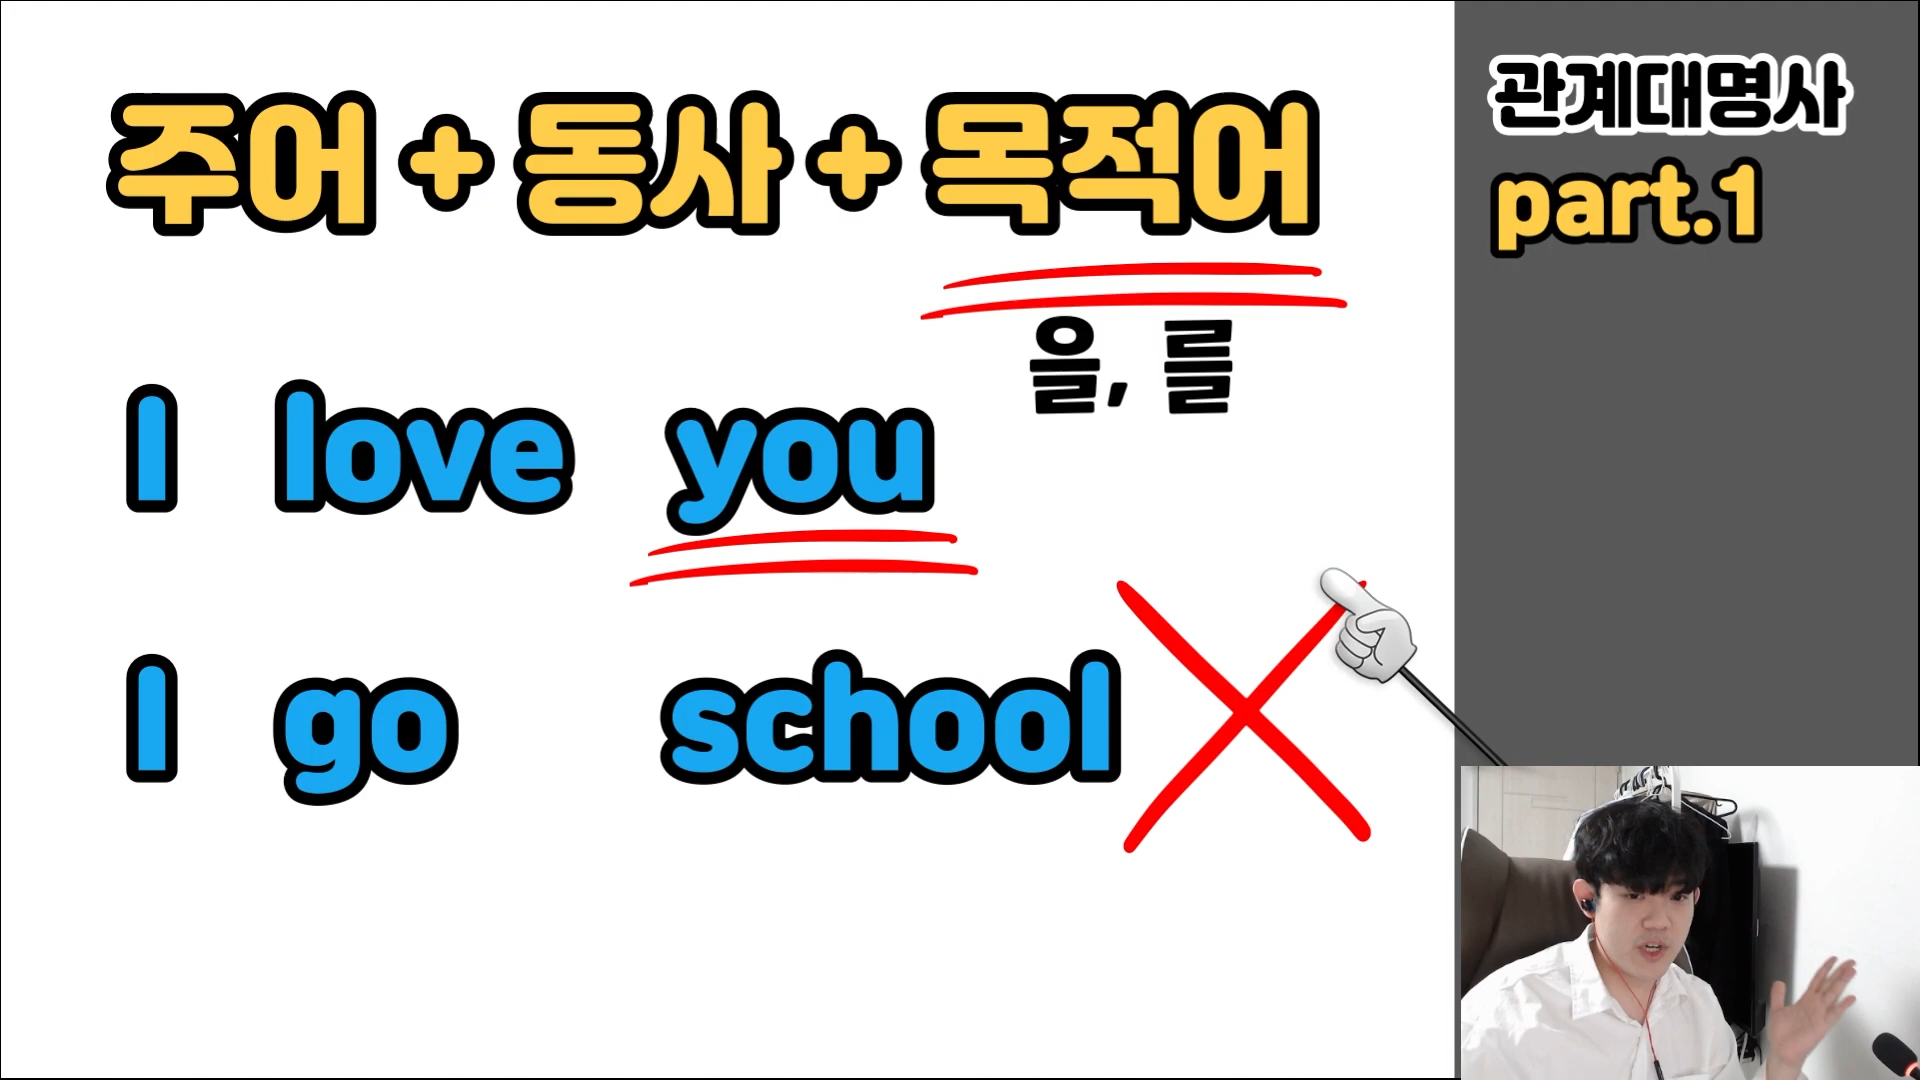 주어 + 동사 + 목적어
을, 를
I love you
I go school
관계대명사
part.1